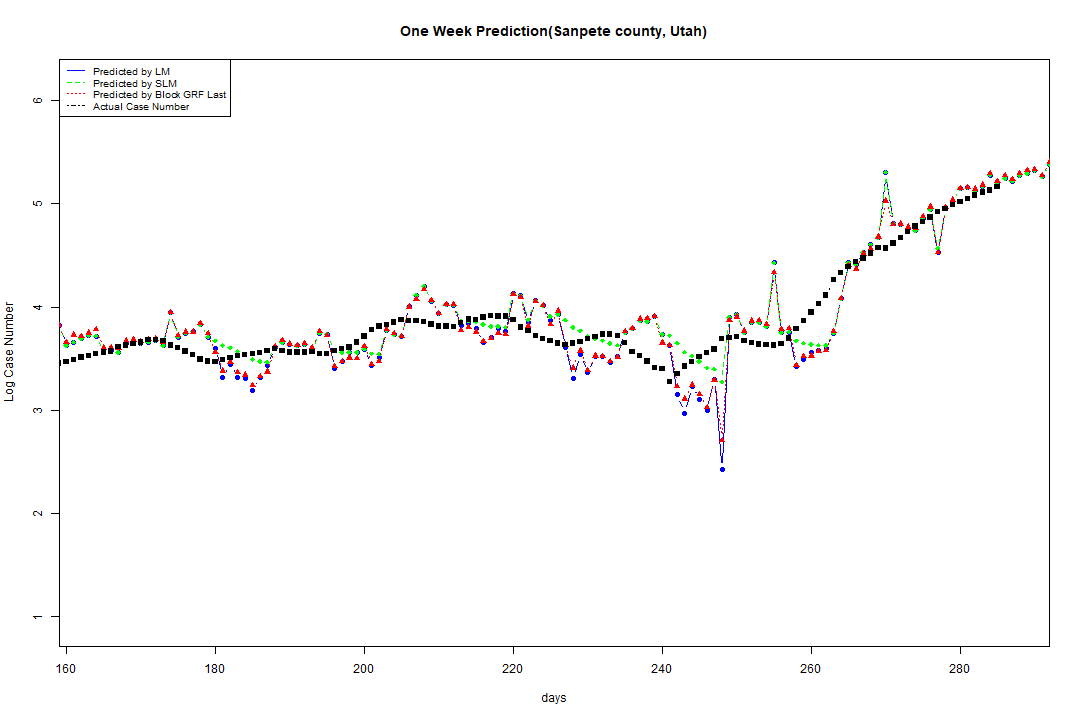 One Week Prediction(Sanpete county, Utah)
Predicted by LM
Predicted by SLM
Predicted by Block GRF Last
Actual Case Number
6
5
4
3
2
1
Log Case Number
160 180 200 220 240 260 280
days